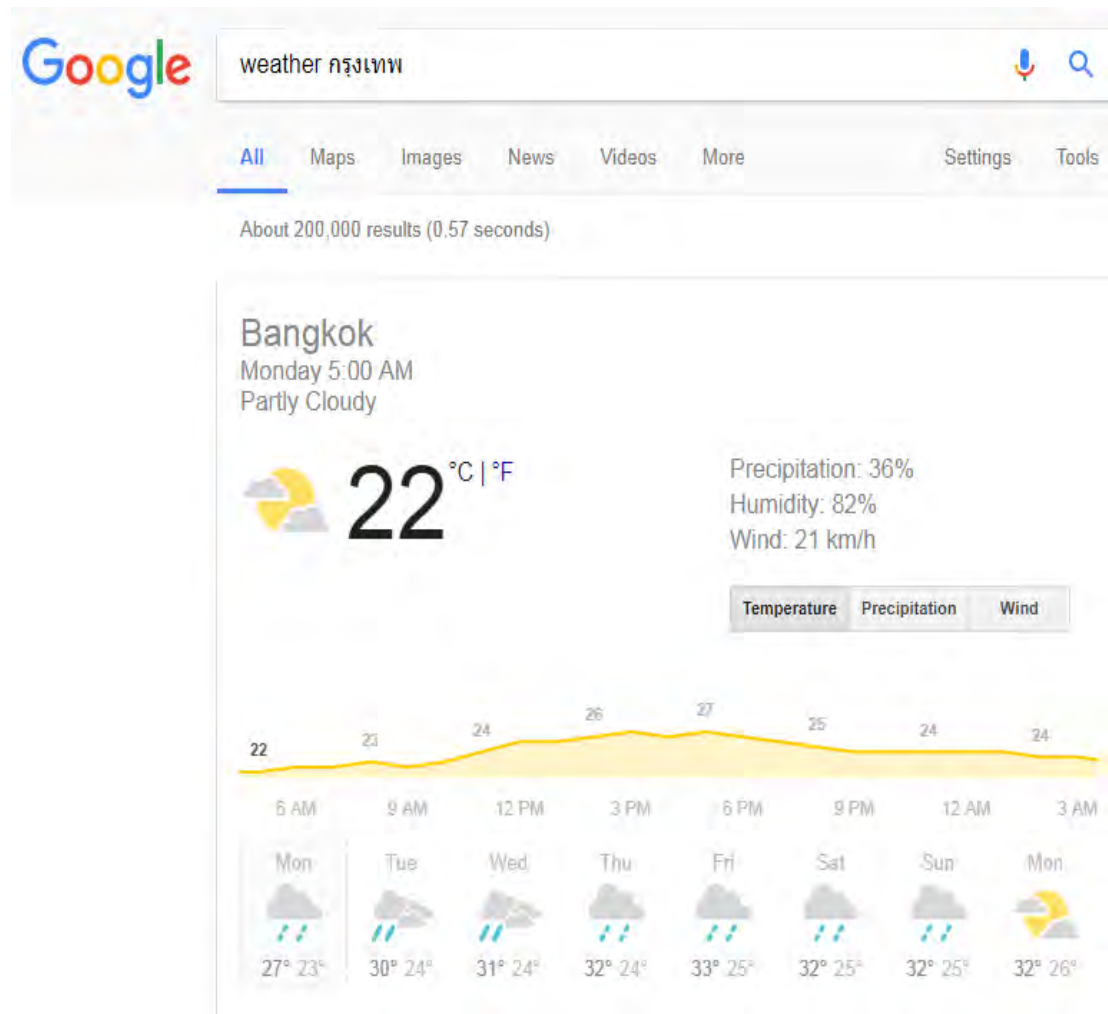 Google
weather กรุงเทพ
All Maps Images News Videos More Settings Tools
About 200,000 results (0.57 seconds)
Bangkok
Monday 5:00 AM
Partly Cloudy
22 °C | °F
Precipitation: 36%
Humidity: 82%
Wind: 21 km/h
Temperature Precipitation Wind
22 23 24 26 27 25 24 24
6 AM 9 AM 12 PM 3 PM 6 PM 9 PM 12 AM 3 AM
Mon Tue Wed Thu Fri Sat Sun Mon
27° 23° 30° 24° 31° 24° 32° 24° 33° 25° 32° 25° 32° 25° 32° 26°